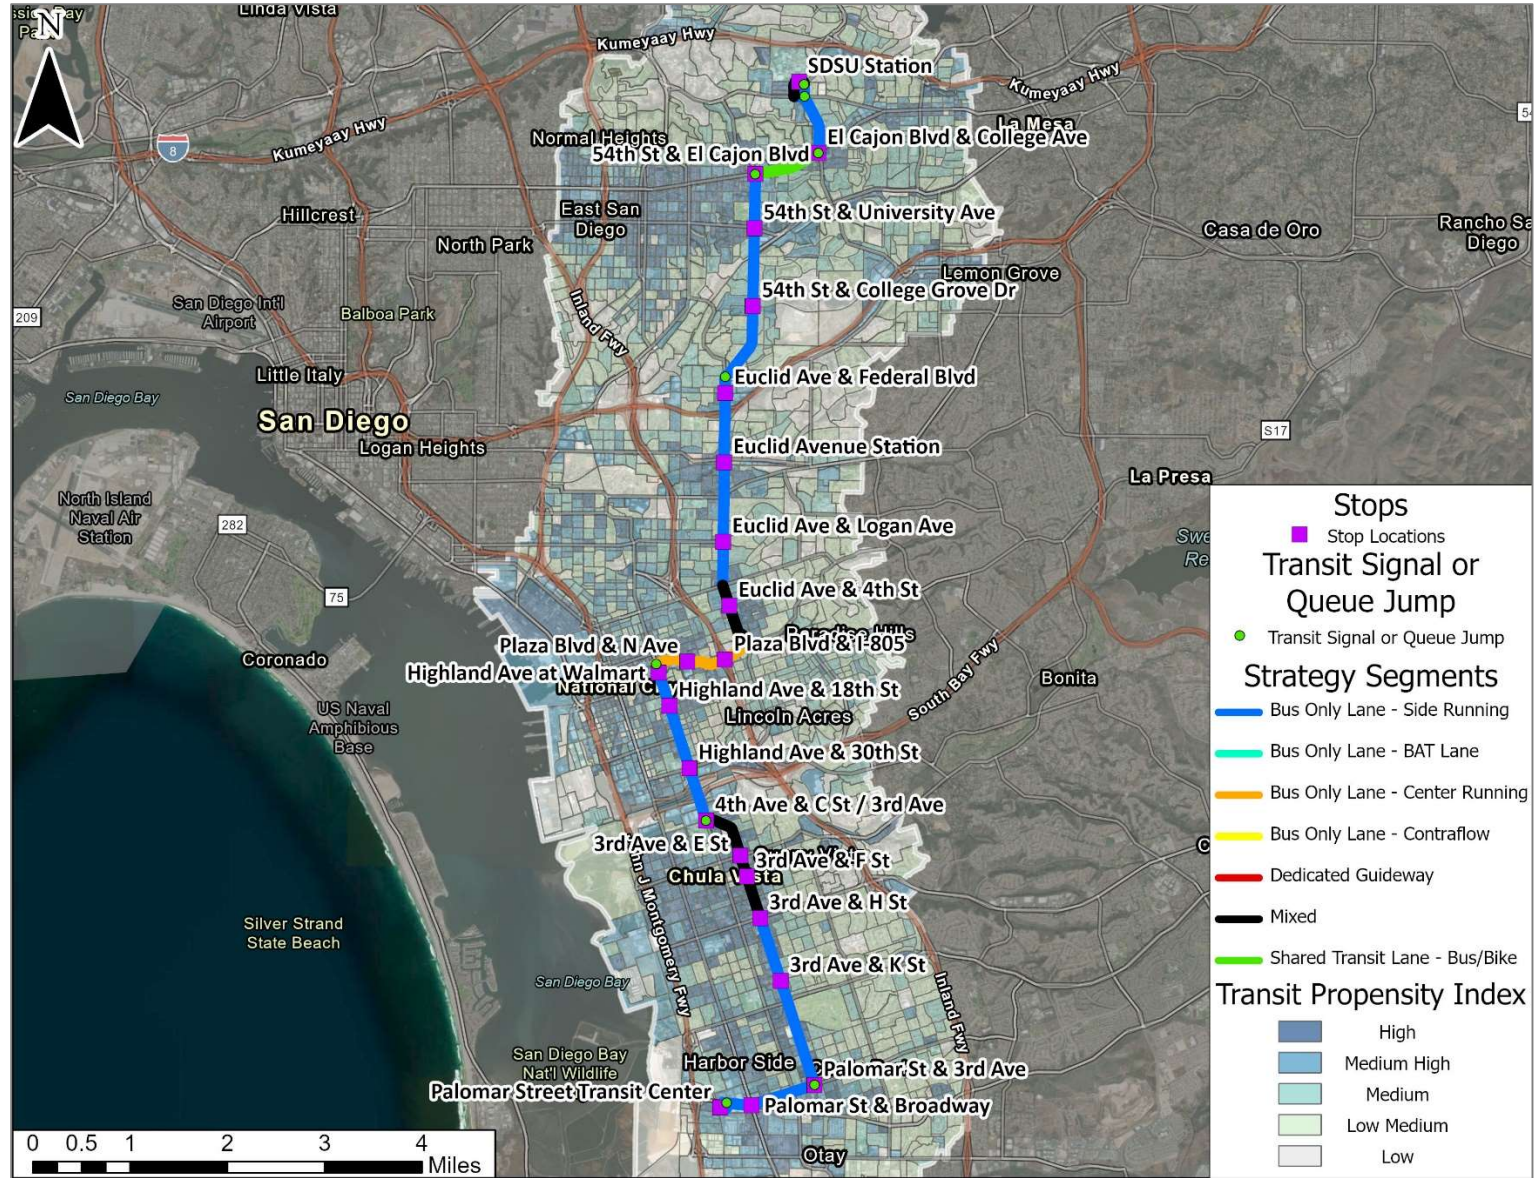 Linda Vista
N
Kumeyaay Hwy
SDSU Station
Kumeyaay Hwy
La Mesa
Kumeyaay Hwy
8
Normal Heights
El Cajon Blvd & College Ave
54th St & El Cajon Blvd
Hillcrest
East San
Diego
54th St & University Ave
North Park
Casa de Oro
Diego
Lemon Grove
54th St & College Grove Dr
San Diego Int'l
Airport
Balboa Park
209
Inland Fwy
Little Italy
Euclid Ave & Federal Blvd
San Diego Bay
San Diego
Logan Heights
S17
Euclid Avenue Station
La Presa
North Island
Naval Air
Station
282
Euclid Ave & Logan Ave
75
Euclid Ave & 4th St
Plaza Blvd & N Ave
Plaza Blvd & I-805
Coronado
Highland Ave at Walmart
Highland Ave & 18th St
South Bay Fwy
Bonita
US Naval
Amphibious
Base
Lincoln Acres
Highland Ave & 30th St
4th Ave & C St / 3rd Ave
3rd Ave & E St
3rd Ave & F St
Chula Vista
3rd Ave & H St
Silver Strand
State Beach
3rd Ave & K St
San Diego Bay
Inland Fwy
San Diego Bay
Nat'l Wildlife
Harbor Side
Palomar St & 3rd Ave
Palomar Street Transit Center
Palomar St & Broadway
Otay
0 0.5 1 2 3 4
Miles
Stops
Stop Locations
Transit Signal or
Queue Jump
Transit Signal or Queue Jump
Strategy Segments
Bus Only Lane - Side Running
Bus Only Lane - BAT Lane
Bus Only Lane - Center Running
Bus Only Lane - Contraflow
Dedicated Guideway
Mixed
Shared Transit Lane - Bus/Bike
Transit Propensity Index
High
Medium High
Medium
Low Medium
Low